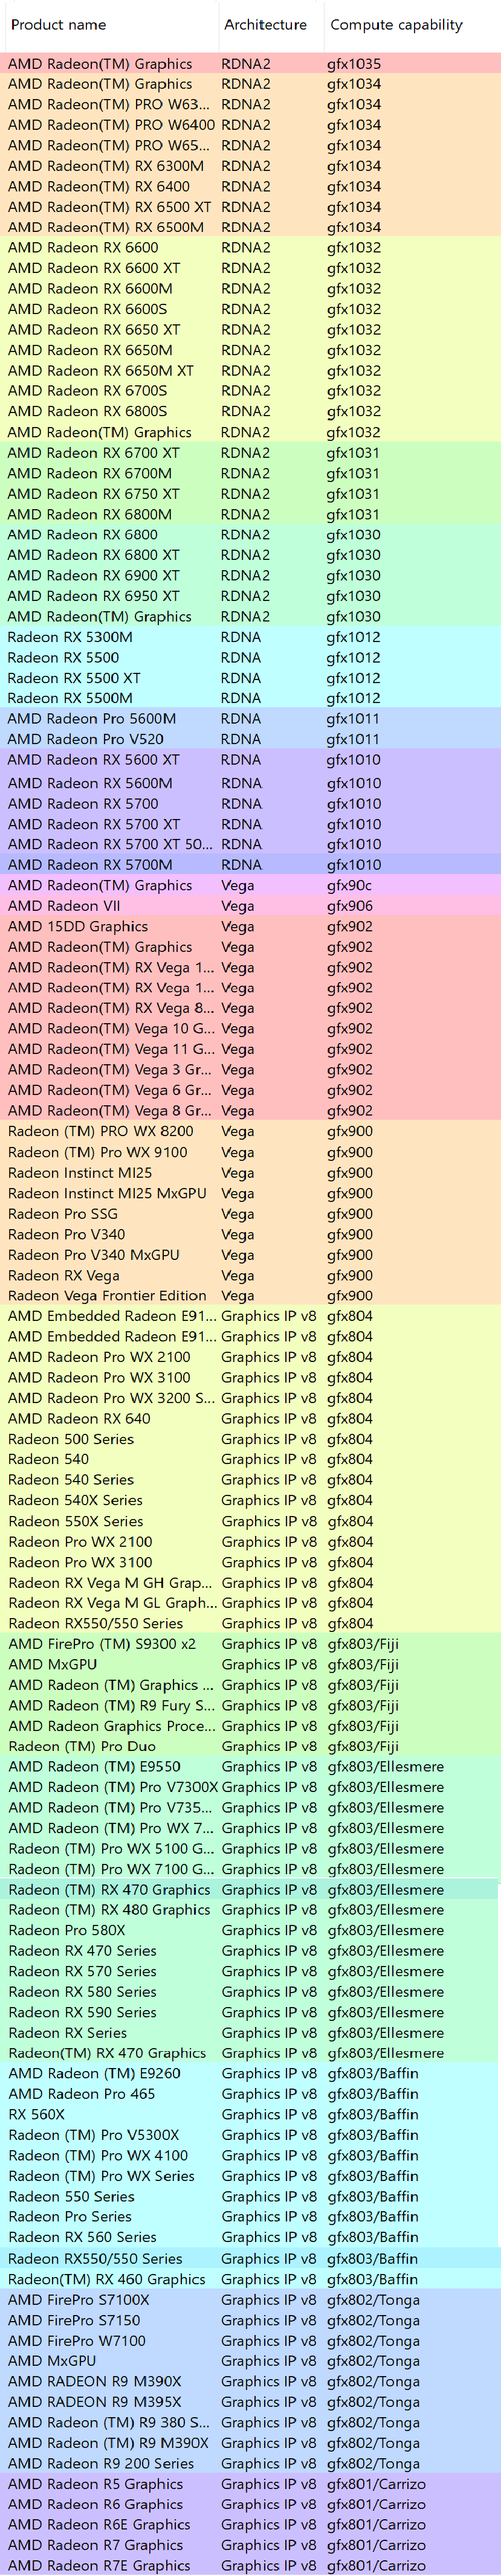 Product name Architecture Compute capability
AMD Radeon(TM) Graphics RDNA2 gfx1035
AMD Radeon(TM) Graphics RDNA2 gfx1034
AMD Radeon(TM) PRO W63... RDNA2 gfx1034
AMD Radeon(TM) PRO W6400 RDNA2 gfx1034
AMD Radeon(TM) PRO W65... RDNA2 gfx1034
AMD Radeon(TM) RX 6300M RDNA2 gfx1034
AMD Radeon(TM) RX 6400 RDNA2 gfx1034
AMD Radeon(TM) RX 6500 XT RDNA2 gfx1034
AMD Radeon(TM) RX 6500M RDNA2 gfx1034
AMD Radeon RX 6600 RDNA2 gfx1032
AMD Radeon RX 6600 XT RDNA2 gfx1032
AMD Radeon RX 6600M RDNA2 gfx1032
AMD Radeon RX 6600S RDNA2 gfx1032
AMD Radeon RX 6650 XT RDNA2 gfx1032
AMD Radeon RX 6650M RDNA2 gfx1032
AMD Radeon RX 6650M XT RDNA2 gfx1032
AMD Radeon RX 6700S RDNA2 gfx1032
AMD Radeon RX 6800S RDNA2 gfx1032
AMD Radeon(TM) Graphics RDNA2 gfx1032
AMD Radeon RX 6700 XT RDNA2 gfx1031
AMD Radeon RX 6700M RDNA2 gfx1031
AMD Radeon RX 6750 XT RDNA2 gfx1031
AMD Radeon RX 6800M RDNA2 gfx1031
AMD Radeon RX 6800 RDNA2 gfx1030
AMD Radeon RX 6800 XT RDNA2 gfx1030
AMD Radeon RX 6900 XT RDNA2 gfx1030
AMD Radeon RX 6950 XT RDNA2 gfx1030
AMD Radeon(TM) Graphics RDNA2 gfx1030
Radeon RX 5300M RDNA gfx1012
Radeon RX 5500 RDNA gfx1012
Radeon RX 5500 XT RDNA gfx1012
Radeon RX 5500M RDNA gfx1012
AMD Radeon Pro 5600M RDNA gfx1011
AMD Radeon Pro V520 RDNA gfx1011
AMD Radeon RX 5600 XT RDNA gfx1010
AMD Radeon RX 5600M RDNA gfx1010
AMD Radeon RX 5700 RDNA gfx1010
AMD Radeon RX 5700 XT RDNA gfx1010
AMD Radeon RX 5700 XT 50... RDNA gfx1010
AMD Radeon RX 5700M RDNA gfx1010
AMD Radeon(TM) Graphics Vega gfx90c
AMD Radeon VII Vega gfx906
AMD 15DD Graphics Vega gfx902
AMD Radeon(TM) Graphics Vega gfx902
AMD Radeon(TM) RX Vega 1... Vega gfx902
AMD Radeon(TM) RX Vega 1... Vega gfx902
AMD Radeon(TM) RX Vega 8... Vega gfx902
AMD Radeon(TM) Vega 10 G... Vega gfx902
AMD Radeon(TM) Vega 11 G... Vega gfx902
AMD Radeon(TM) Vega 3 Gr... Vega gfx902
AMD Radeon(TM) Vega 6 Gr... Vega gfx902
AMD Radeon(TM) Vega 8 Gr... Vega gfx902
Radeon (TM) PRO WX 8200 Vega gfx900
Radeon (TM) Pro WX 9100 Vega gfx900
Radeon Instinct MI25 Vega gfx900
Radeon Instinct MI25 MxGPU Vega gfx900
Radeon Pro SSG Vega gfx900
Radeon Pro V340 Vega gfx900
Radeon Pro V340 MxGPU Vega gfx900
Radeon RX Vega Vega gfx900
Radeon Vega Frontier Edition Vega gfx900
AMD Embedded Radeon E91... Graphics IP v8 gfx804
AMD Embedded Radeon E91... Graphics IP v8 gfx804
AMD Radeon Pro WX 2100 Graphics IP v8 gfx804
AMD Radeon Pro WX 3100 Graphics IP v8 gfx804
AMD Radeon Pro WX 3200 S... Graphics IP v8 gfx804
AMD Radeon RX 640 Graphics IP v8 gfx804
Radeon 500 Series Graphics IP v8 gfx804
Radeon 540 Graphics IP v8 gfx804
Radeon 540 Series Graphics IP v8 gfx804
Radeon 540X Series Graphics IP v8 gfx804
Radeon 550X Series Graphics IP v8 gfx804
Radeon Pro WX 2100 Graphics IP v8 gfx804
Radeon Pro WX 3100 Graphics IP v8 gfx804
Radeon RX Vega M GH Grap... Graphics IP v8 gfx804
Radeon RX Vega M GL Graph... Graphics IP v8 gfx804
Radeon RX550/550 Series Graphics IP v8 gfx804
AMD FirePro (TM) S9300 x2 Graphics IP v8 gfx803/Fiji
AMD MxGPU Graphics IP v8 gfx803/Fiji
AMD Radeon (TM) Graphics ... Graphics IP v8 gfx803/Fiji
AMD Radeon (TM) R9 Fury S... Graphics IP v8 gfx803/Fiji
AMD Radeon Graphics Proce... Graphics IP v8 gfx803/Fiji
Radeon (TM) Pro Duo Graphics IP v8 gfx803/Fiji
AMD Radeon (TM) E9550 Graphics IP v8 gfx803/Ellesmere
AMD Radeon (TM) Pro V7300X Graphics IP v8 gfx803/Ellesmere
AMD Radeon (TM) Pro V735... Graphics IP v8 gfx803/Ellesmere
AMD Radeon (TM) Pro WX 7... Graphics IP v8 gfx803/Ellesmere
Radeon (TM) Pro WX 5100 G... Graphics IP v8 gfx803/Ellesmere
Radeon (TM) Pro WX 7100 G... Graphics IP v8 gfx803/Ellesmere
Radeon (TM) RX 470 Graphics Graphics IP v8 gfx803/Ellesmere
Radeon (TM) RX 480 Graphics Graphics IP v8 gfx803/Ellesmere
Radeon Pro 580X Graphics IP v8 gfx803/Ellesmere
Radeon RX 470 Series Graphics IP v8 gfx803/Ellesmere
Radeon RX 570 Series Graphics IP v8 gfx803/Ellesmere
Radeon RX 580 Series Graphics IP v8 gfx803/Ellesmere
Radeon RX 590 Series Graphics IP v8 gfx803/Ellesmere
Radeon RX Series Graphics IP v8 gfx803/Ellesmere
Radeon(TM) RX 470 Graphics Graphics IP v8 gfx803/Ellesmere
AMD Radeon (TM) E9260 Graphics IP v8 gfx803/Baffin
AMD Radeon Pro 465 Graphics IP v8 gfx803/Baffin
RX 560X Graphics IP v8 gfx803/Baffin
Radeon (TM) Pro V5300X Graphics IP v8 gfx803/Baffin
Radeon (TM) Pro WX 4100 Graphics IP v8 gfx803/Baffin
Radeon (TM) Pro WX Series Graphics IP v8 gfx803/Baffin
Radeon 550 Series Graphics IP v8 gfx803/Baffin
Radeon Pro Series Graphics IP v8 gfx803/Baffin
Radeon RX 560 Series Graphics IP v8 gfx803/Baffin
Radeon RX550/550 Series Graphics IP v8 gfx803/Baffin
Radeon(TM) RX 460 Graphics Graphics IP v8 gfx803/Baffin
AMD FirePro S7100X Graphics IP v8 gfx802/Tonga
AMD FirePro S7150 Graphics IP v8 gfx802/Tonga
AMD FirePro W7100 Graphics IP v8 gfx802/Tonga
AMD MxGPU Graphics IP v8 gfx802/Tonga
AMD RADEON R9 M390X Graphics IP v8 gfx802/Tonga
AMD RADEON R9 M395X Graphics IP v8 gfx802/Tonga
AMD Radeon (TM) R9 380 S... Graphics IP v8 gfx802/Tonga
AMD Radeon (TM) R9 M390X Graphics IP v8 gfx802/Tonga
AMD Radeon R9 200 Series Graphics IP v8 gfx802/Tonga
AMD Radeon R5 Graphics Graphics IP v8 gfx801/Carrizo
AMD Radeon R6 Graphics Graphics IP v8 gfx801/Carrizo
AMD Radeon R6E Graphics Graphics IP v8 gfx801/Carrizo
AMD Radeon R7 Graphics Graphics IP v8 gfx801/Carrizo
AMD Radeon R7E Graphics Graphics IP v8 gfx801/Carrizo